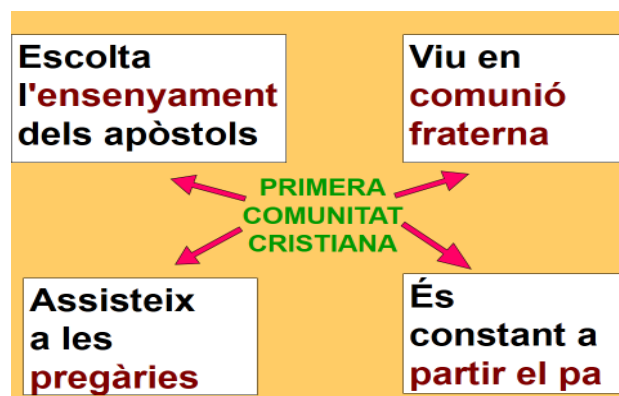 Escolta
l'ensenyament
dels apòstols
Viu en
comunió
fraterna
PRIMERA
COMUNITAT
CRISTIANA
Assisteix
a les
pregàries
És
constant a
partir el pa